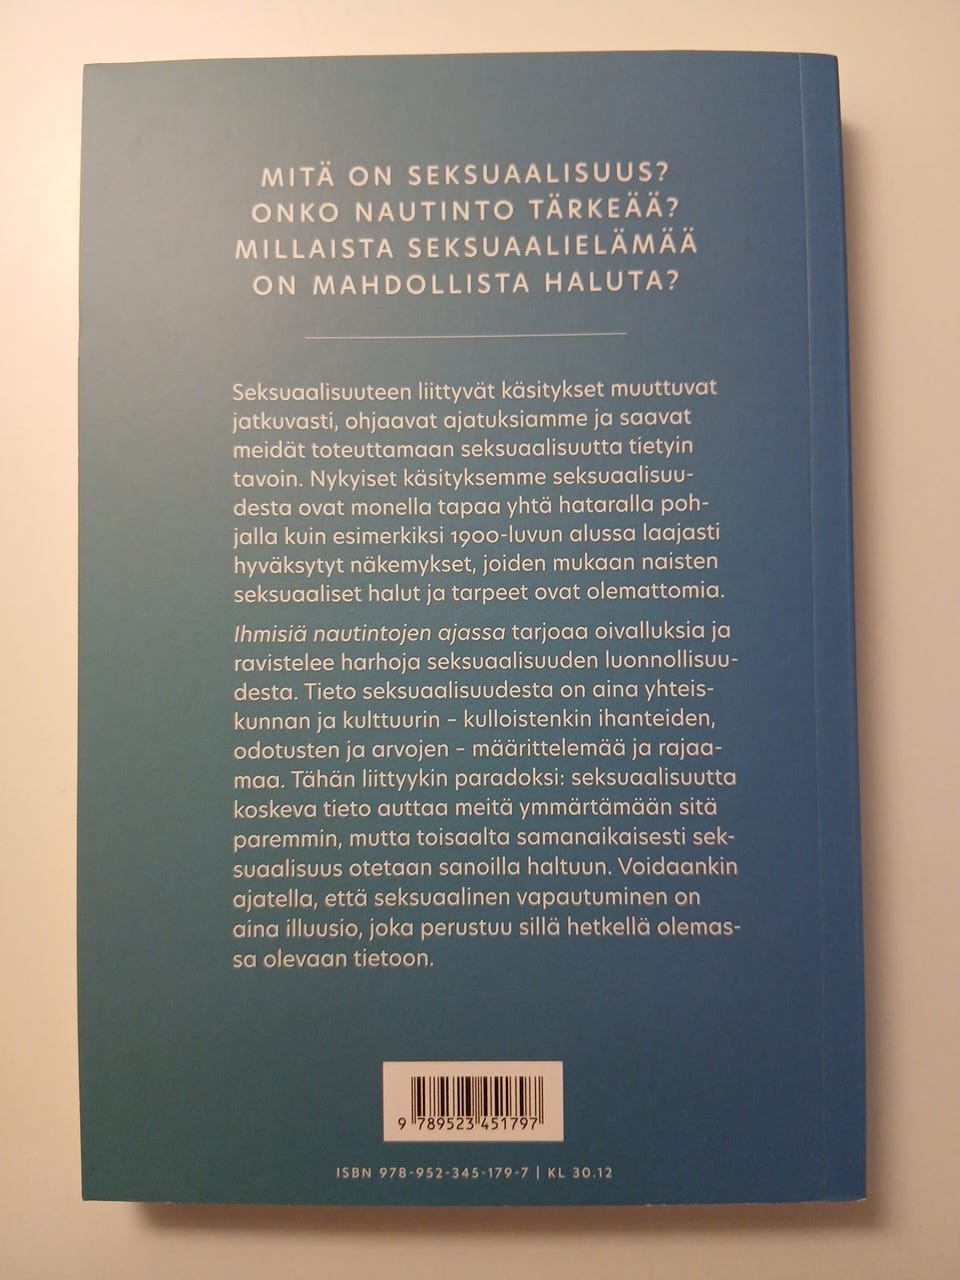 MITÄ ON SEKSUAALISUUS?
ONKO NAUTINTO TÄRKEÄÄ?
MILLAISTA SEKSUAALIELÄMÄÄ
ON MAHDOLLISTA HALUTA?
Seksuaalisuuteen liittyvät käsitykset muuttuvat
jatkuvasti, ohjaavat ajatuksiamme ja saavat
meidät toteuttamaan seksuaalisuutta tietyin
tavoin. Nykyiset käsityksemme seksuaalisuu-
desta ovat monella tapaa yhtä hataralla poh-
jalla kuin esimerkiksi 1900-luvun alussa laajasti
hyväksytyt näkemykset, joiden mukaan naisten
seksuaaliset halut ja tarpeet ovat olemattomia.
Ihmisiä nautintojen ajassa tarjoaa oivalluksia ja
ravistelee harhoja seksuaalisuuden luonnollisuu-
desta. Tieto seksuaalisuudesta on aina yhteis-
kunnan ja kulttuurin – kulloistenkin ihanteiden,
odotusten ja arvojen – määrittelemää ja rajaa-
maa. Tähän liittyykin paradoksi: seksuaalisuutta
koskeva tieto auttaa meitä ymmärtämään sitä
paremmin, mutta toisaalta samanaikaisesti sek-
suaalisuus otetaan sanoilla haltuun. Voidaankin
ajatella, että seksuaalinen vapautuminen on
aina illuusio, joka perustuu sillä hetkellä olemas-
sa olevaan tietoon.
9 789523 451797
ISBN 978-952-345-179-7 | KL 30.12